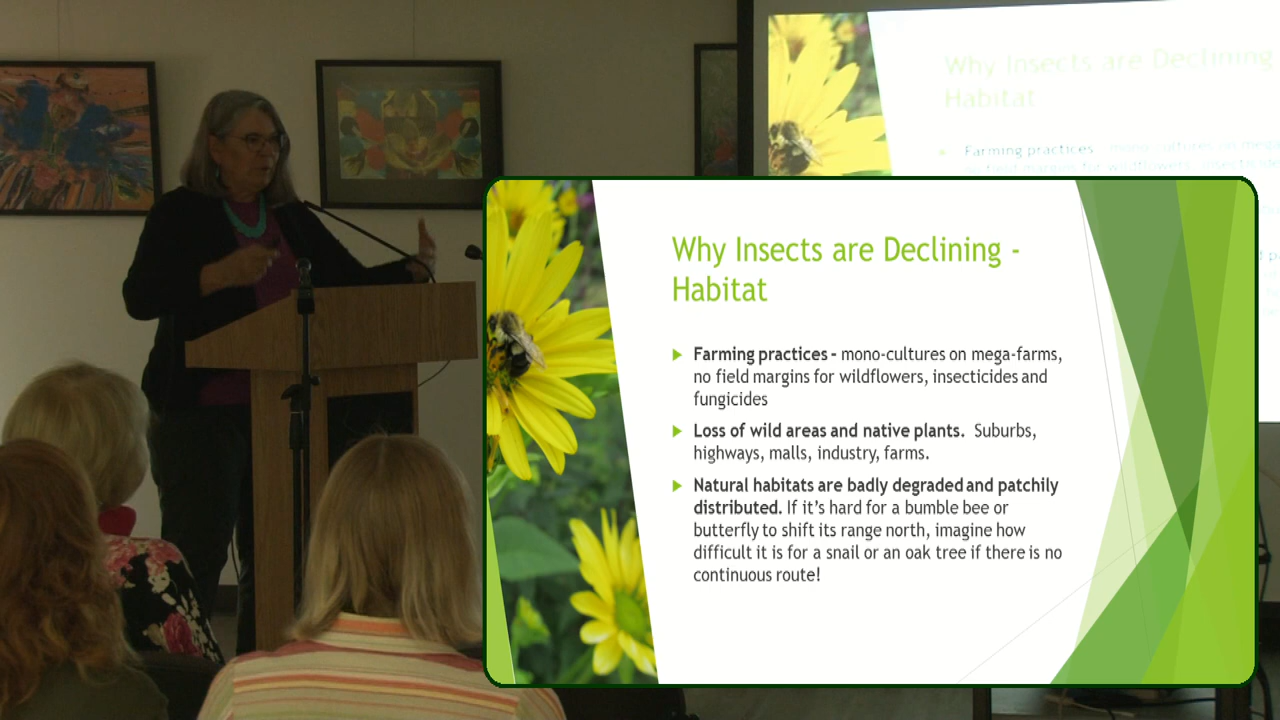 Why Insects are Declining
Habitat
Farming practices
Why Insects are Declining -
Habitat
Farming practices - mono-cultures on mega-farms,
no field margins for wildflowers, insecticides and
fungicides
Loss of wild areas and native plants. Suburbs,
highways, malls, industry, farms.
Natural habitats are badly degraded and patchily
distributed. If it's hard for a bumble bee or
butterfly to shift its range north, imagine how
difficult it is for a snail or an oak tree if there is no
continuous route!